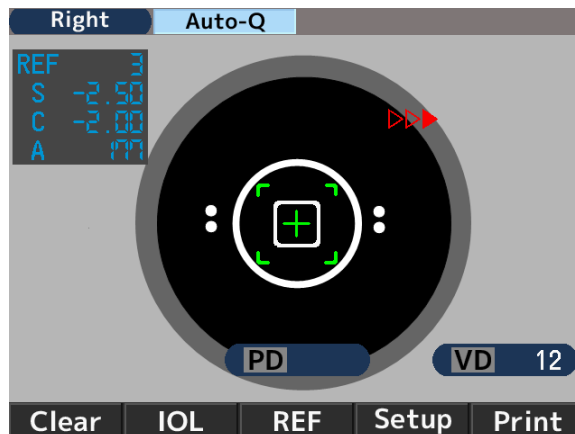 Right Auto-Q
REF 3
S -2.50
C -2.00
A 177
PD
VD 12
Clear IOL REF Setup Print